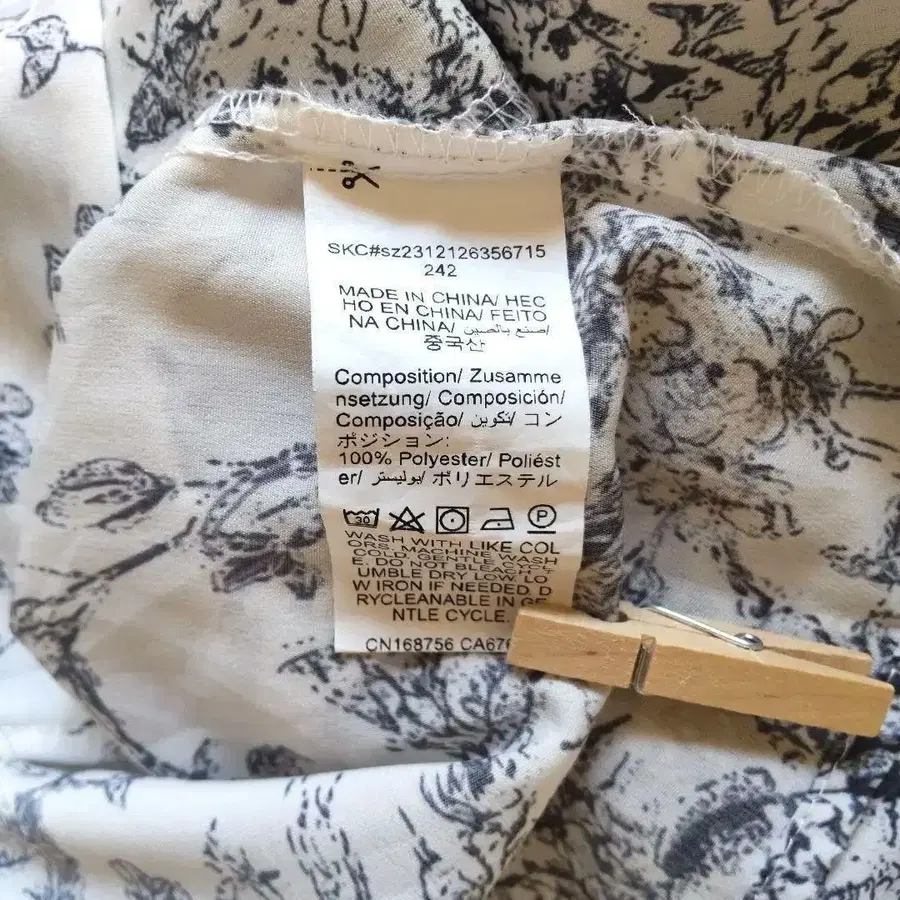 SKC#sz2312126356715
242
MADE IN CHINA/ HEC
HO EN CHINA/ FEITO
NA CHINA/ صنع بالصين/
중국산
Composition/ Zusamme
nsetzung/ Composición/
Composição/ تكوين/ コン
ポジション:
100% Polyester/ Poliést
er/ بوليستر/ ポリエステル
30
P
WASH WITH LIKE COL
ORS. MACHINE WASH
COLD, GENTLE CYCL
E. DO NOT BLEACH. T
UMBLE DRY LOW. LO
W IRON IF NEEDED. D
RYCLEANABLE IN GE
NTLE CYCLE.
CN168756 CA676